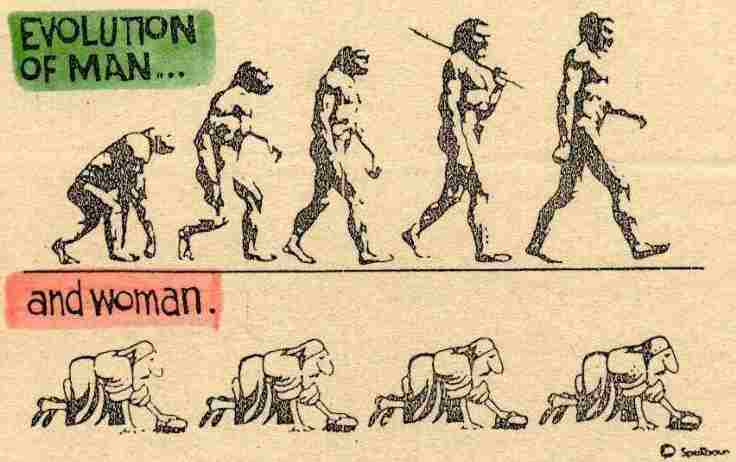 EVOLUTION
OF MAN...
and woman.